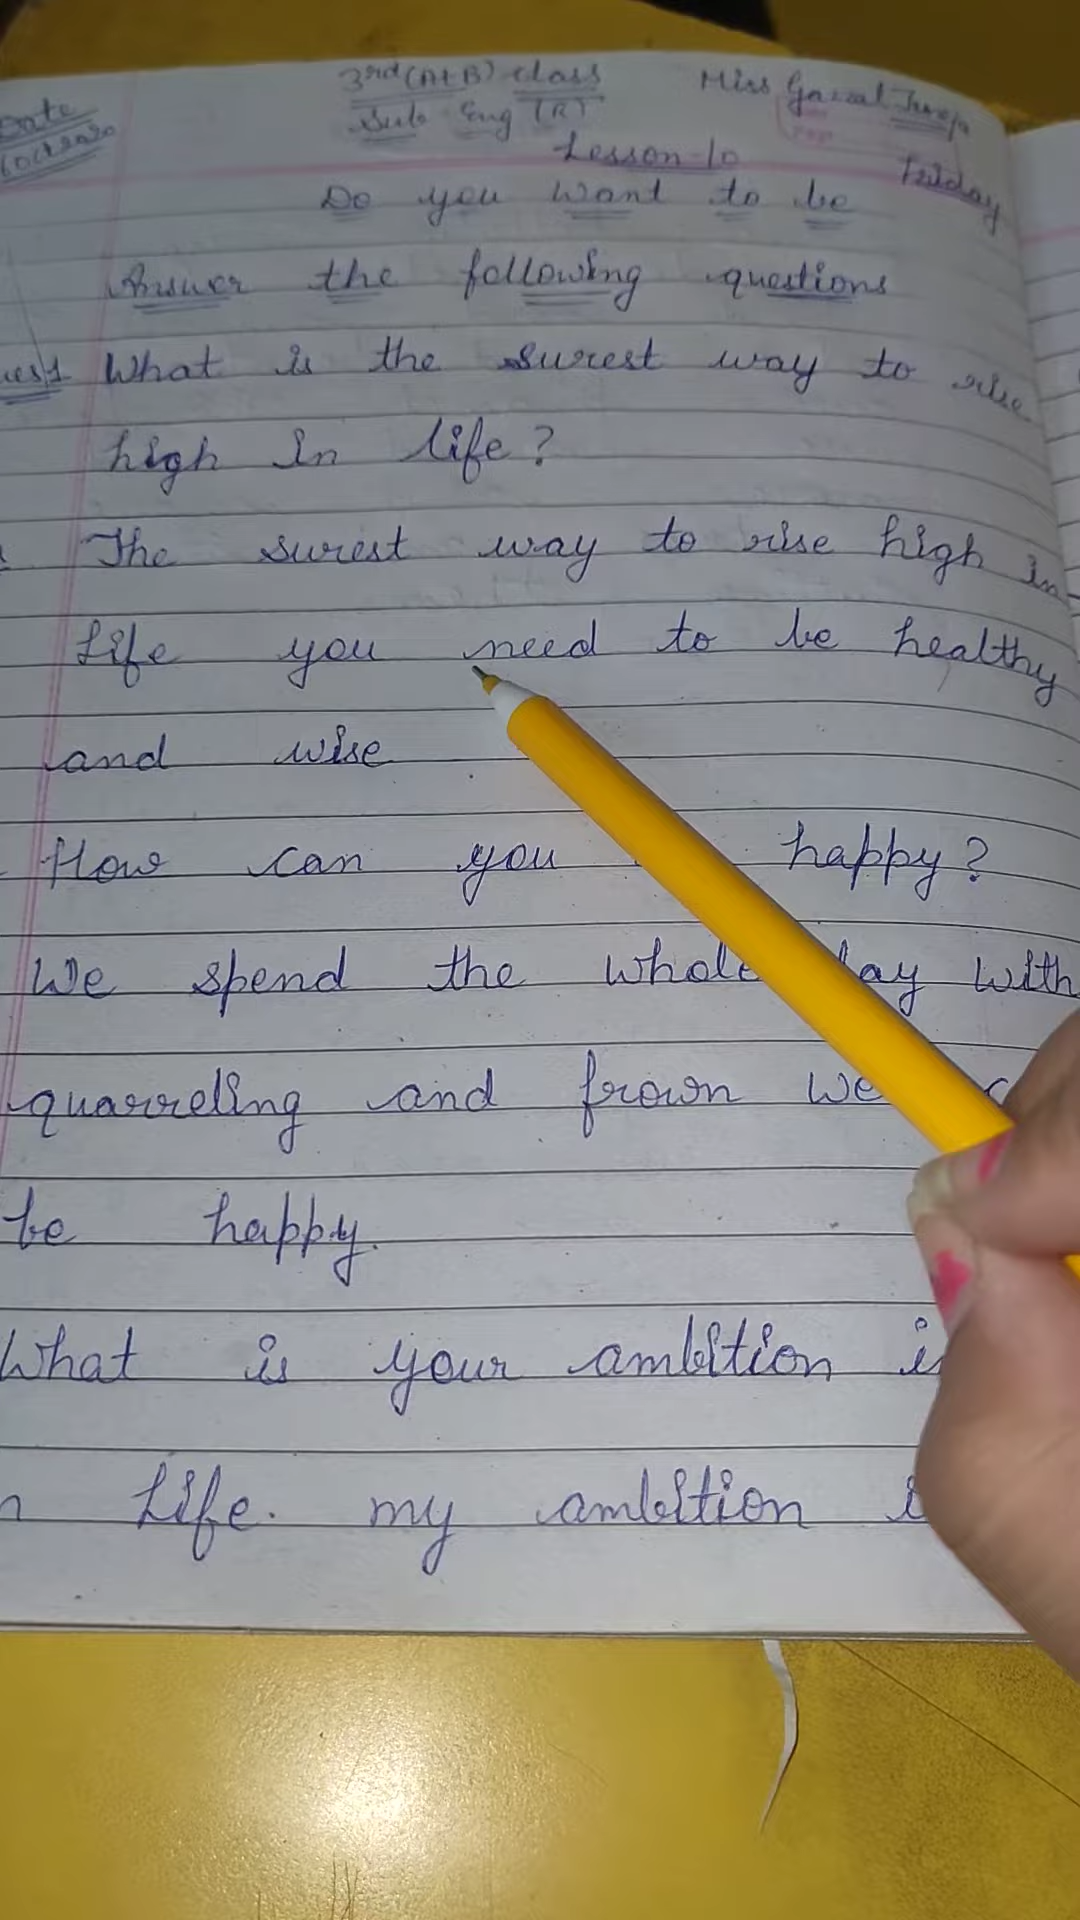 Date
3rd (A+B) class
Sub Eng (R)
Miss
Lesson-10
Friday
Do you want to be
Answer the following questions
What is the surest way to rise
high in life?
The surest way to rise high in
Life you need to be healthy
and wise
How can you happy?
We spend the whole day with
quarreling and frown we
be happy.
What is your ambition in
Life. my ambition